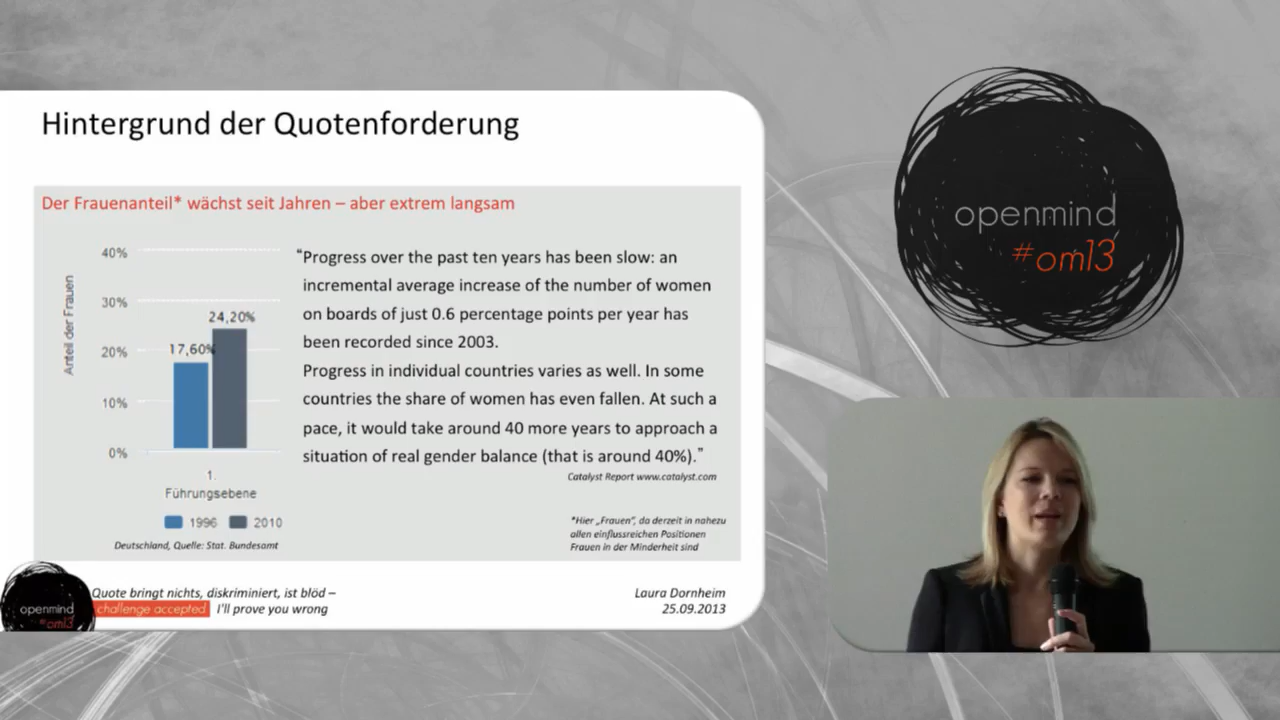 Hintergrund der Quotenforderung
Der Frauenanteil* wächst seit Jahren – aber extrem langsam
Anteil der Frauen
40%
30%
20%
10%
0%
17,60%
24,20%
1.
Führungsebene
1996 2010
Deutschland, Quelle: Stat. Bundesamt
“Progress over the past ten years has been slow: an
incremental average increase of the number of women
on boards of just 0.6 percentage points per year has
been recorded since 2003.
Progress in individual countries varies as well. In some
countries the share of women has even fallen. At such a
pace, it would take around 40 more years to approach a
situation of real gender balance (that is around 40%).”
Catalyst Report www.catalyst.com
*Hier „Frauen“, da derzeit in nahezu
allen einflussreichen Positionen
Frauen in der Minderheit sind
openmind
#om13
Quote bringt nichts, diskriminiert, ist blöd –
challenge accepted I'll prove you wrong
Laura Dornheim
25.09.2013
openmind
#om13